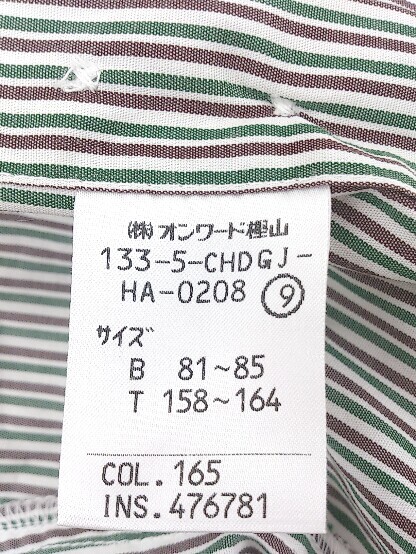 (株)オンワード樫山
133-5-CHDGJ-
HA-0208 ⑨
サイズ
B 81~85
T 158~164
COL.165
INS.476781